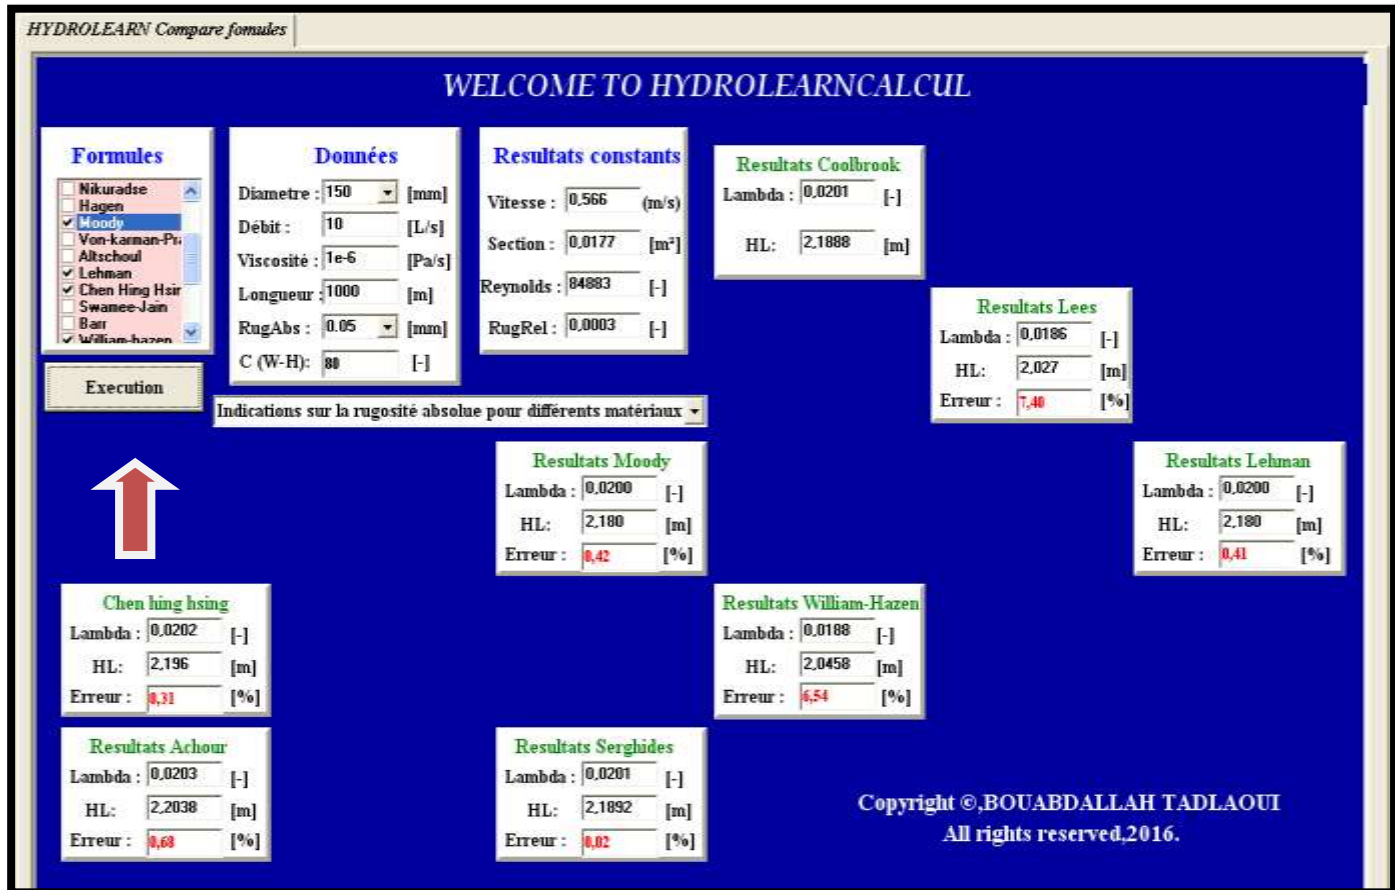 HYDROLEARN Compare fomules
WELCOME TO HYDROLEARNCALCUL
Formules
Nikuradse
Hagen
Moody
Von-karman-Pra
Altschoul
Lehman
Chen Hing Hsir
Swamee-Jain
Barr
William-hazen
Execution
Données
Diametre : 150 [mm]
Débit : 10 [L/s]
Viscosité : 1e-6 [Pa/s]
Longueur : 1000 [m]
RugAbs : 0.05 [mm]
C (W-H): 80 [-]
Indications sur la rugosité absolue pour différents matériaux
Resultats constants
Vitesse : 0,566 (m/s)
Section : 0,0177 [m²]
Reynolds : 84883 [-]
RugRel : 0,0003 [-]
Resultats Coolbrook
Lambda : 0,0201 [-]
HL: 2,1888 [m]
Resultats Lees
Lambda : 0,0186 [-]
HL: 2,027 [m]
Erreur : 7,40 [%]
Resultats Moody
Lambda : 0,0200 [-]
HL: 2,180 [m]
Erreur : 0,42 [%]
Resultats Lehman
Lambda : 0,0200 [-]
HL: 2,180 [m]
Erreur : 0,41 [%]
Chen hing hsing
Lambda : 0,0202 [-]
HL: 2,196 [m]
Erreur : 0,31 [%]
Resultats William-Hazen
Lambda : 0,0188 [-]
HL: 2,0458 [m]
Erreur : 6,54 [%]
Resultats Achour
Lambda : 0,0203 [-]
HL: 2,2038 [m]
Erreur : 0,68 [%]
Resultats Serghides
Lambda : 0,0201 [-]
HL: 2,1892 [m]
Erreur : 0,02 [%]
Copyright ©,BOUABDALLAH TADLAOUI
All rights reserved,2016.